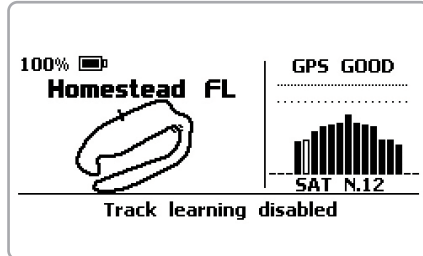 100%
GPS GOOD
Homestead FL
SAT N.12
Track learning disabled